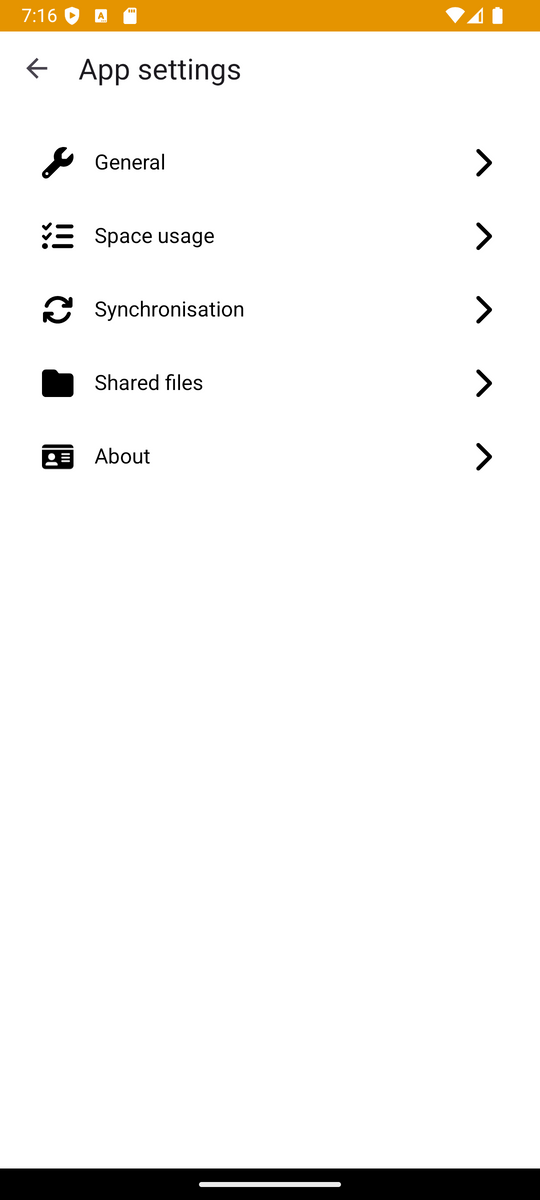 7:16
App settings
General
Space usage
Synchronisation
Shared files
About